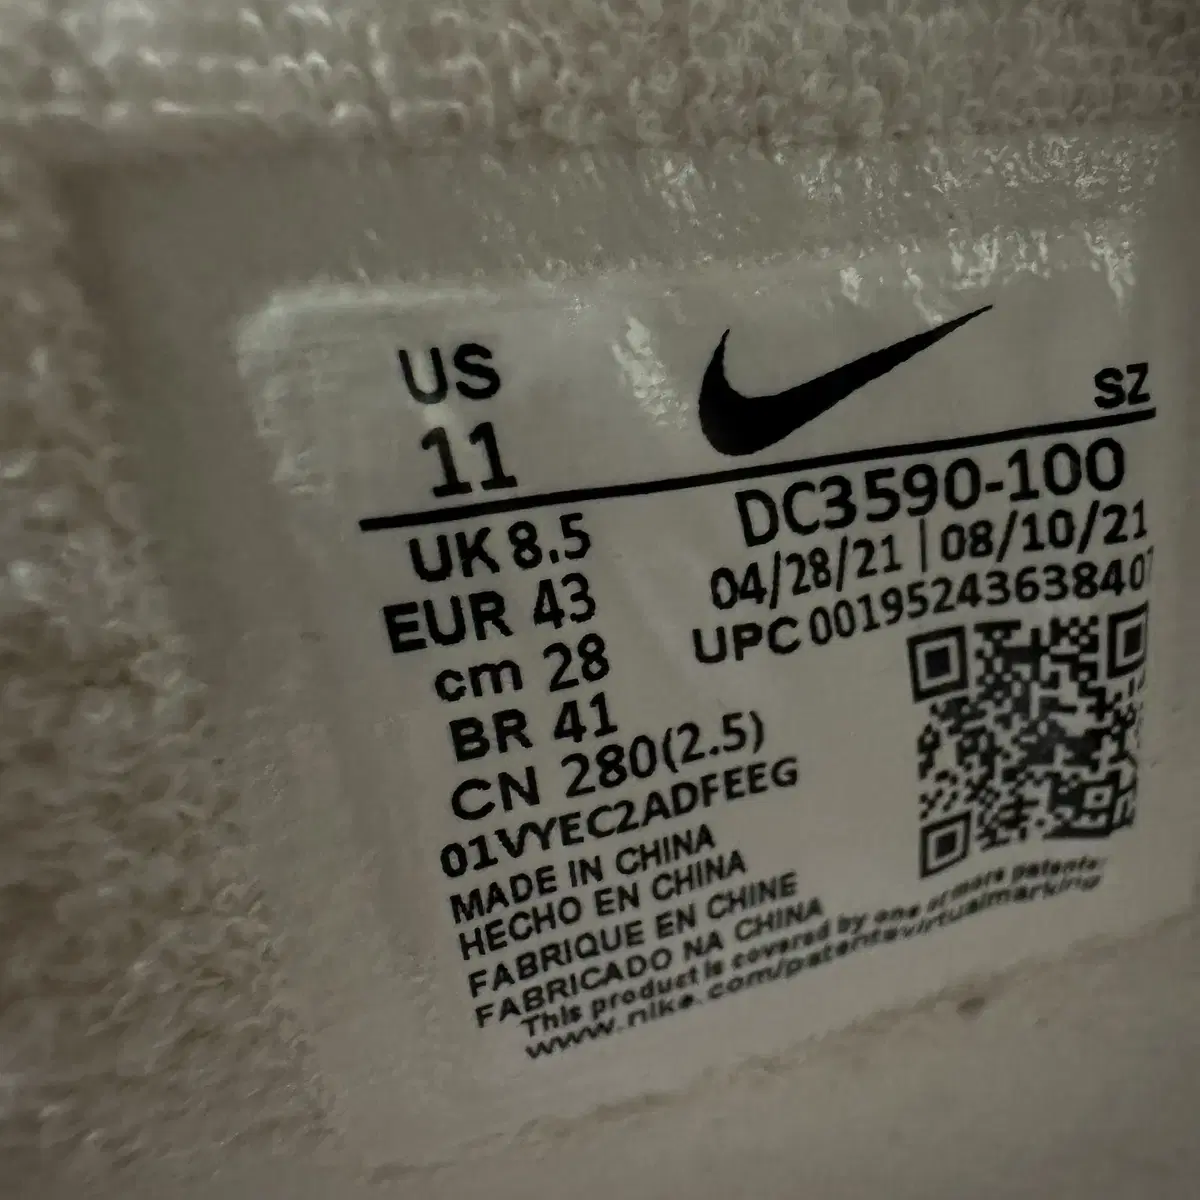 US
11
SZ
UK 8.5
EUR 43
cm 28
BR 41
CN 280(2.5)
01VYEC2ADFEEG
DC3590-100
04/28/21 | 08/10/21
UPC 00195243638407
MADE IN CHINA
HECHO EN CHINA
FABRIQUE EN CHINE
FABRICADO NA CHINA
This product is covered by one or more patents:
www.nike.com/patentsvirtualmarking